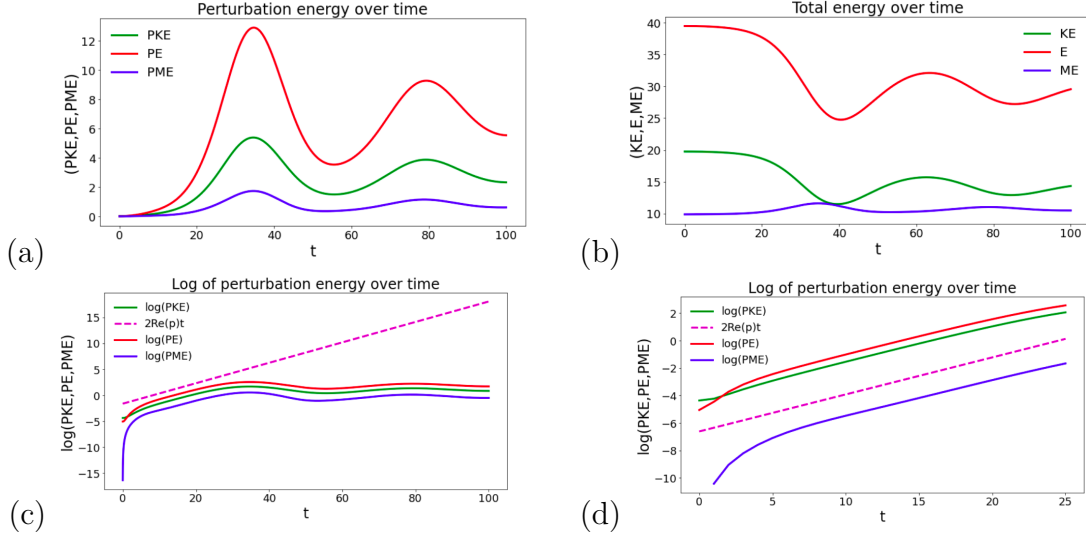 Perturbation energy over time
(PKE,PE,PME)
12
10
8
6
4
2
0
PKE
PE
PME
0 20 40 60 80 100
t
(a)
Total energy over time
(KE,E,ME)
40
35
30
25
20
15
10
KE
E
ME
0 20 40 60 80 100
t
(b)
Log of perturbation energy over time
log(PKE,PE,PME)
15
10
5
0
−5
−10
−15
log(PKE)
2Re(p)t
log(PE)
log(PME)
0 20 40 60 80 100
t
(c)
Log of perturbation energy over time
log(PKE,PE,PME)
2
0
−2
−4
−6
−8
−10
log(PKE)
2Re(p)t
log(PE)
log(PME)
0 5 10 15 20 25
t
(d)